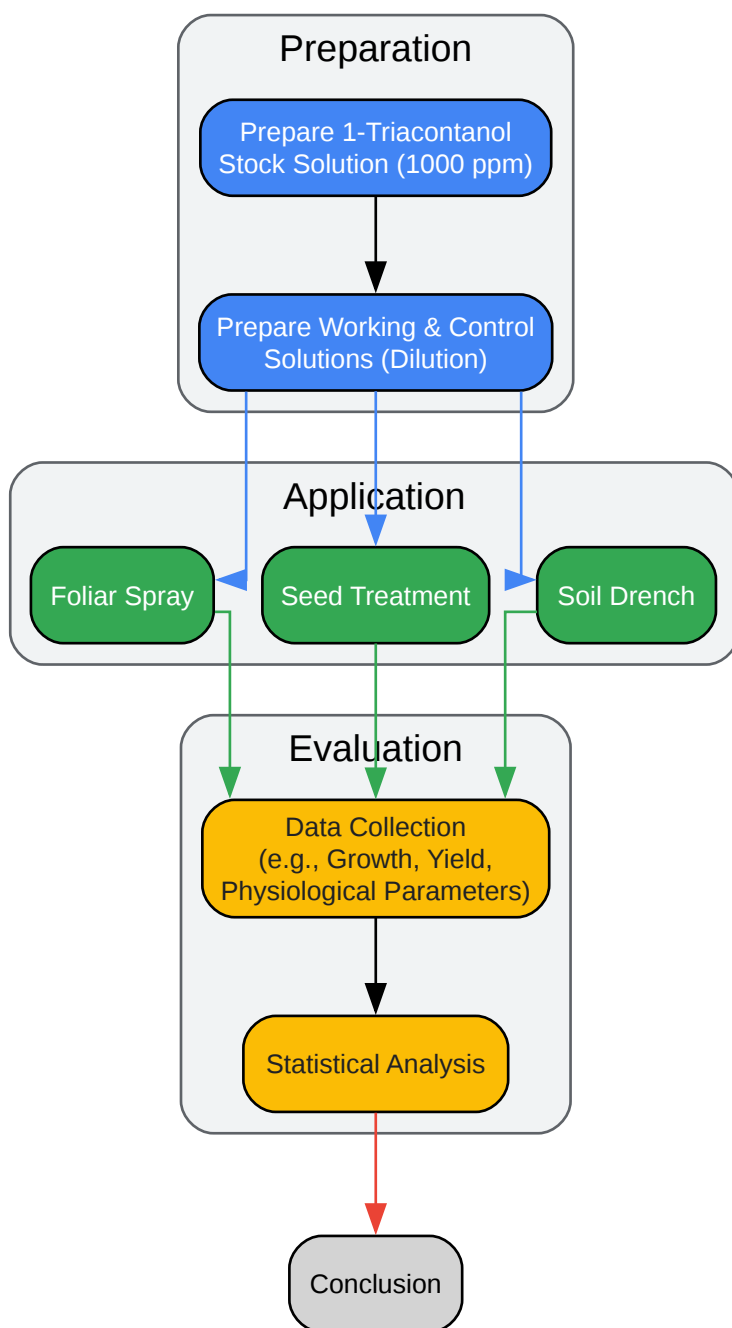 Preparation
Prepare 1-Triacontanol
Stock Solution (1000 ppm)
Prepare Working & Control
Solutions (Dilution)
Application
Foliar Spray
Seed Treatment
Soil Drench
Evaluation
Data Collection
(e.g., Growth, Yield,
Physiological Parameters)
Statistical Analysis
Conclusion